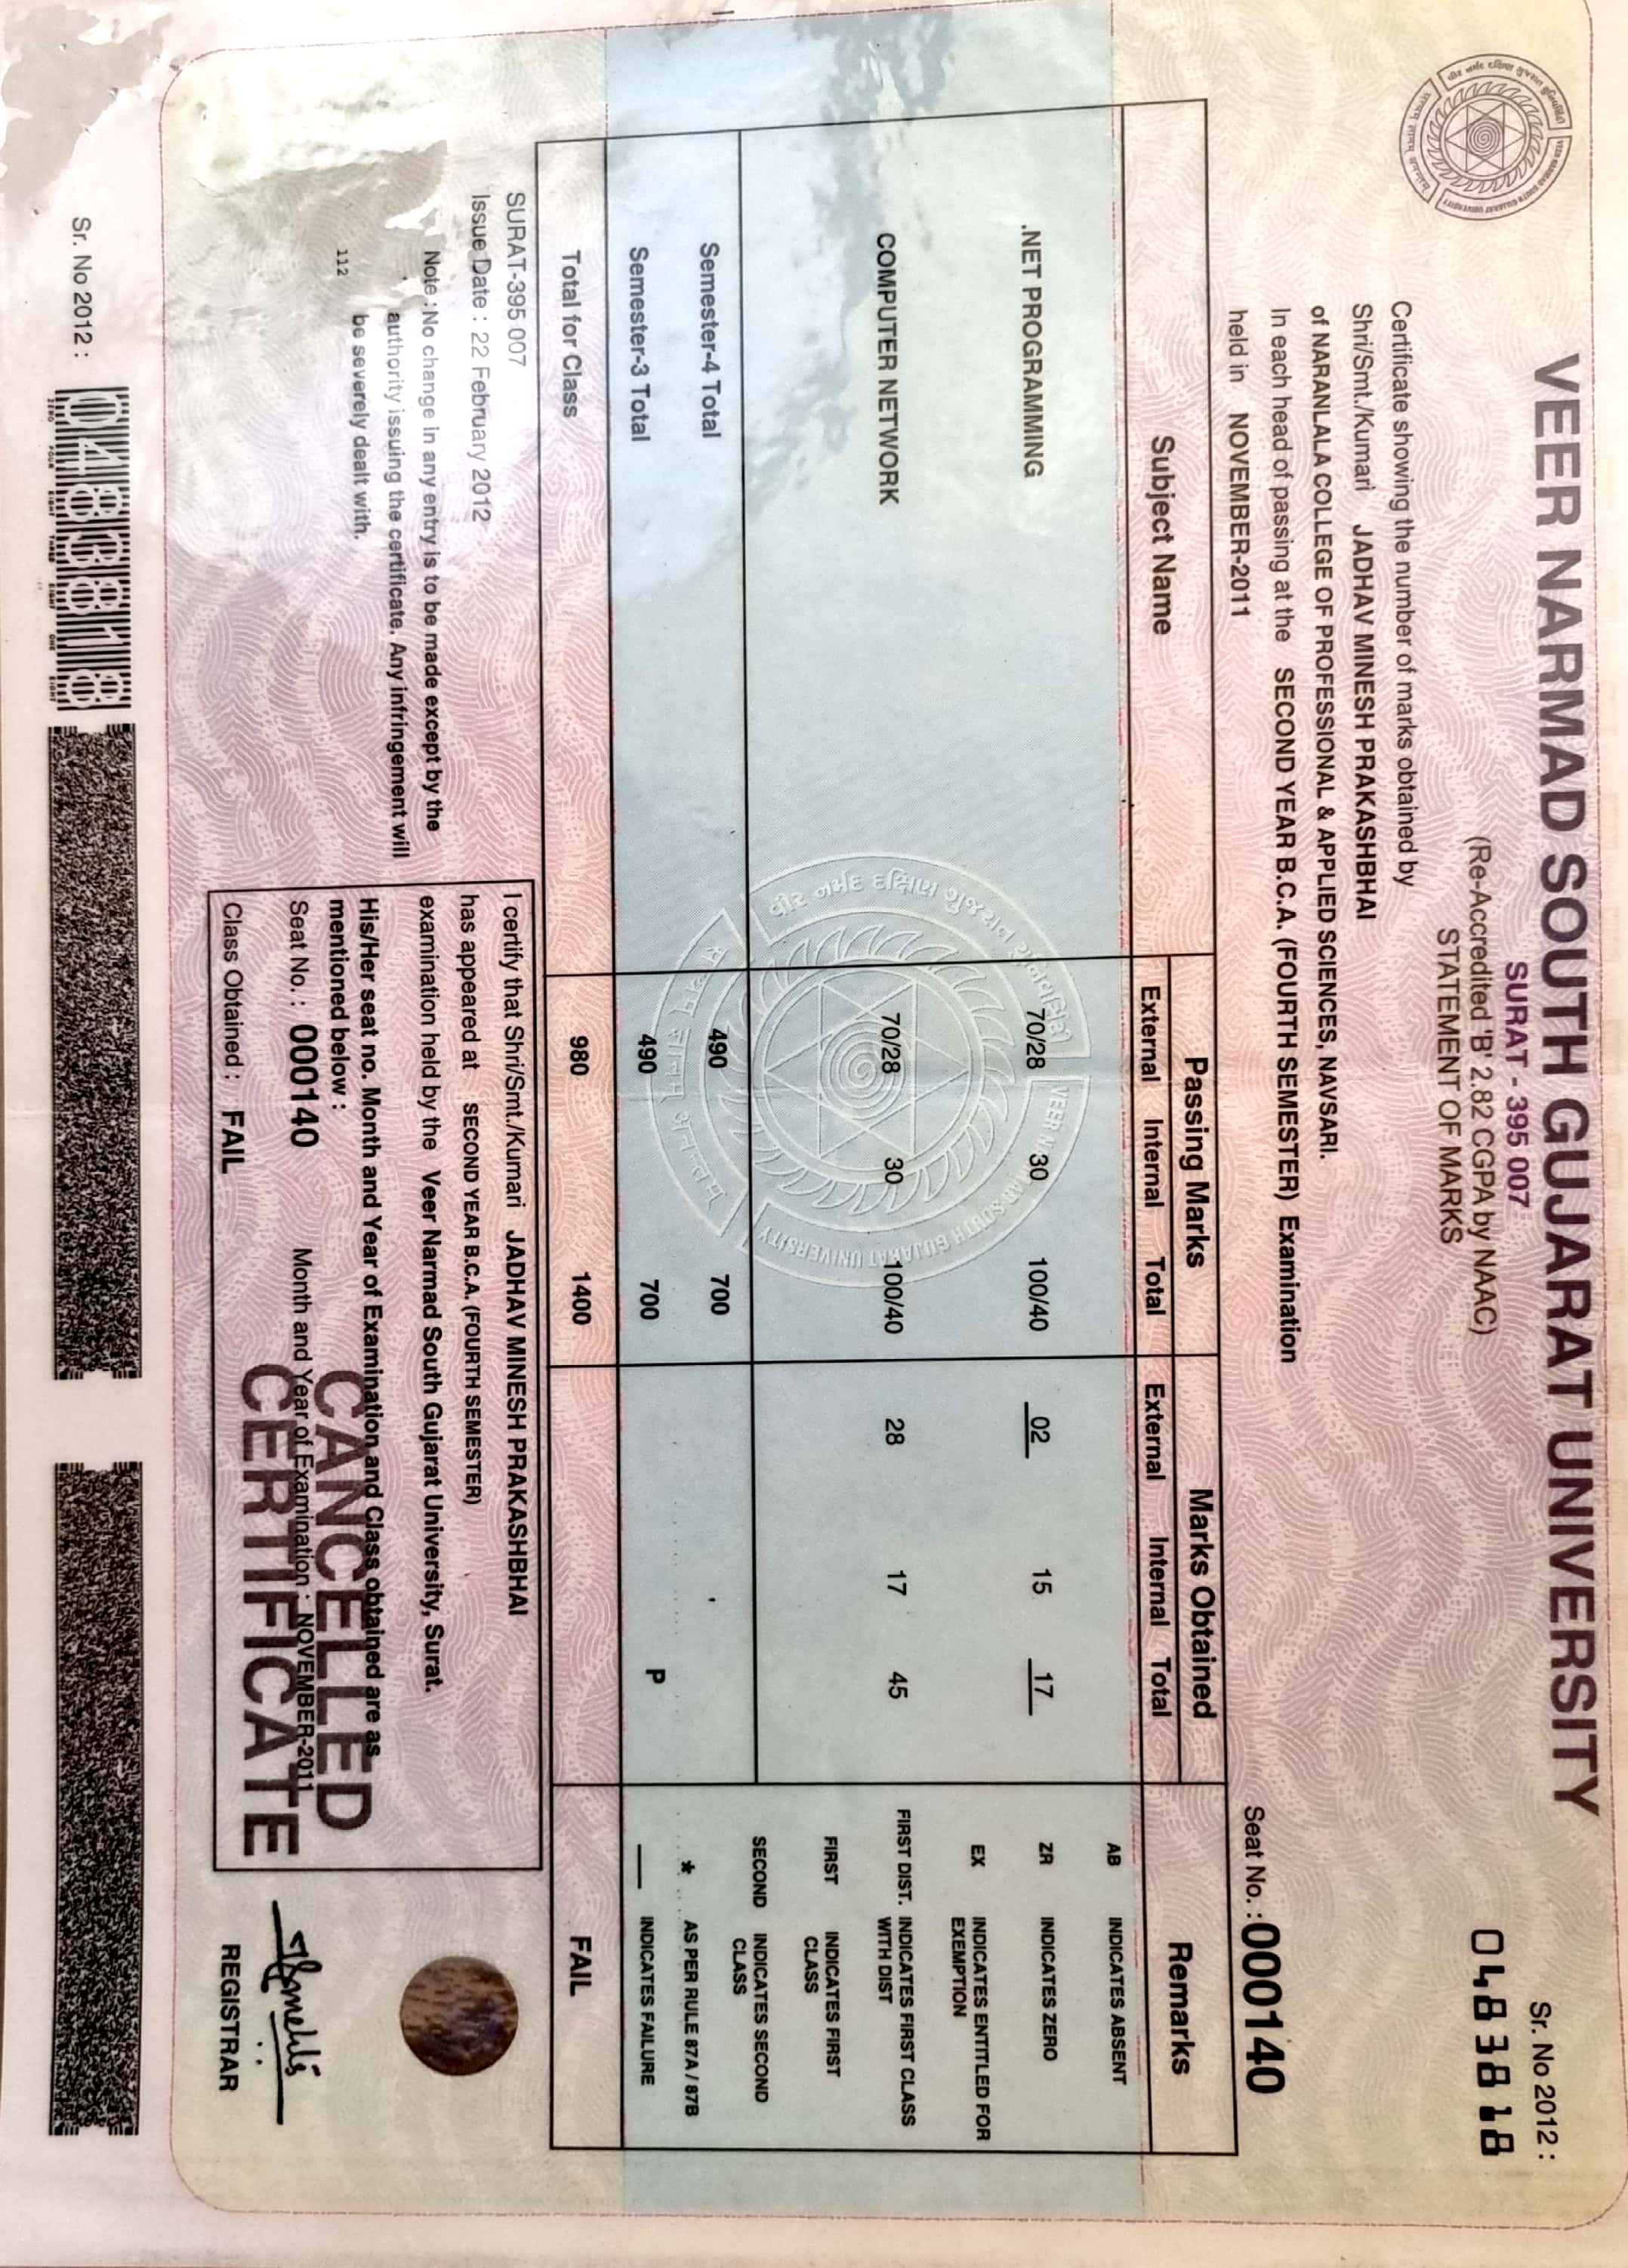 VEER NARMAD SOUTH GUJARAT UNIVERSITY
SURAT - 395 007
(Re-Accredited 'B' 2.82 CGPA by NAAC)
STATEMENT OF MARKS
Sr. No 2012 :
0483818
Certificate showing the number of marks obtained by
Shri/Smt./Kumari JADHAV MINESH PRAKASHBHAI
of NARANLALA COLLEGE OF PROFESSIONAL & APPLIED SCIENCES, NAVSARI.
In each head of passing at the SECOND YEAR B.C.A. (FOURTH SEMESTER) Examination
held in NOVEMBER-2011
Seat No. : 000140
Subject Name Passing Marks Marks Obtained Remarks
External Internal Total External Internal Total
.NET PROGRAMMING 70/28 30 100/40 02 15 17
COMPUTER NETWORK 70/28 30 100/40 28 17 45
AB INDICATES ABSENT
ZR INDICATES ZERO
EX INDICATES ENTITLED FOR
EXEMPTION
FIRST DIST. INDICATES FIRST CLASS
WITH DIST
FIRST INDICATES FIRST
CLASS
SECOND INDICATES SECOND
CLASS
* AS PER RULE 87A / 87B
___ INDICATES FAILURE
Semester-4 Total 490 700
Semester-3 Total 490 700 P
Total for Class 980 1400 FAIL
SURAT-395 007
Issue Date : 22 February 2012
Note : No change in any entry is to be made except by the
authority issuing the certificate. Any infringement will
be severely dealt with.
112
I certify that Shri/Smt./Kumari JADHAV MINESH PRAKASHBHAI
has appeared at SECOND YEAR B.C.A. (FOURTH SEMESTER)
examination held by the Veer Narmad South Gujarat University, Surat.
His/Her seat no. Month and Year of Examination and Class obtained are as
mentioned below :
Seat No. : 000140 Month and Year of Examination : NOVEMBER-2011
Class Obtained : FAIL
CANCELLED
CERTIFICATE
REGISTRAR
Sr. No 2012 :
0483818
ZERO FOUR EIGHT THREE EIGHT ONE EIGHT